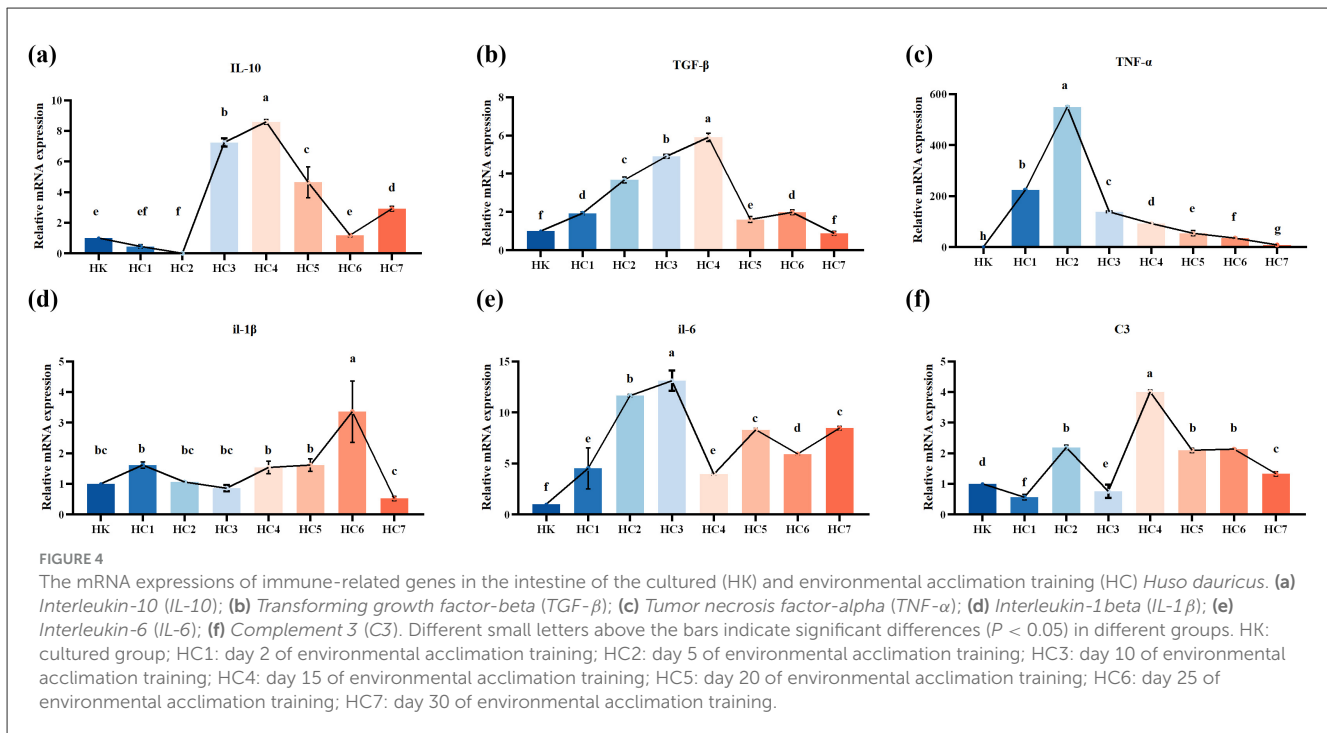 (a)
IL-10
Relative mRNA expression
10
8
6
4
2
0
e
ef
f
b
a
c
e
d
HK HC1 HC2 HC3 HC4 HC5 HC6 HC7
(b)
TGF-β
Relative mRNA expression
8
6
4
2
0
f
d
c
b
a
e
d
f
HK HC1 HC2 HC3 HC4 HC5 HC6 HC7
(c)
TNF-α
Relative mRNA expression
600
400
200
0
h
b
a
c
d
e
f
g
HK HC1 HC2 HC3 HC4 HC5 HC6 HC7
(d)
il-1β
Relative mRNA expression
5
4
3
2
1
0
bc
b
bc
bc
b
b
a
c
HK HC1 HC2 HC3 HC4 HC5 HC6 HC7
(e)
il-6
Relative mRNA expression
15
10
5
0
f
e
b
a
e
c
d
c
HK HC1 HC2 HC3 HC4 HC5 HC6 HC7
(f)
C3
Relative mRNA expression
5
4
3
2
1
0
d
f
b
e
a
b
b
c
HK HC1 HC2 HC3 HC4 HC5 HC6 HC7
FIGURE 4
The mRNA expressions of immune-related genes in the intestine of the cultured (HK) and environmental acclimation training (HC) Huso dauricus. (a)
Interleukin-10 (IL-10); (b) Transforming growth factor-beta (TGF-β); (c) Tumor necrosis factor-alpha (TNF-α); (d) Interleukin-1beta (IL-1β); (e)
Interleukin-6 (IL-6); (f) Complement 3 (C3). Different small letters above the bars indicate significant differences (P < 0.05) in different groups. HK:
cultured group; HC1: day 2 of environmental acclimation training; HC2: day 5 of environmental acclimation training; HC3: day 10 of environmental
acclimation training; HC4: day 15 of environmental acclimation training; HC5: day 20 of environmental acclimation training; HC6: day 25 of
environmental acclimation training; HC7: day 30 of environmental acclimation training.